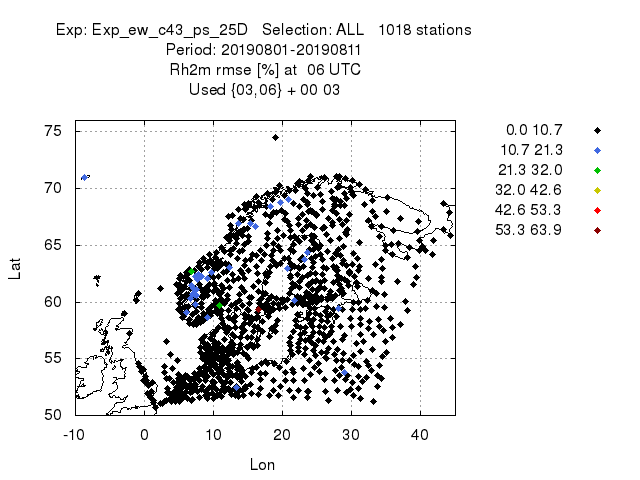 Exp: Exp_ew_c43_ps_25D Selection: ALL 1018 stations
Period: 20190801-20190811
Rh2m rmse [%] at 06 UTC
Used {03,06} + 00 03
0.0 10.7
10.7 21.3
21.3 32.0
32.0 42.6
42.6 53.3
53.3 63.9
75
70
65
60
55
50
Lat
-10 0 10 20 30 40
Lon